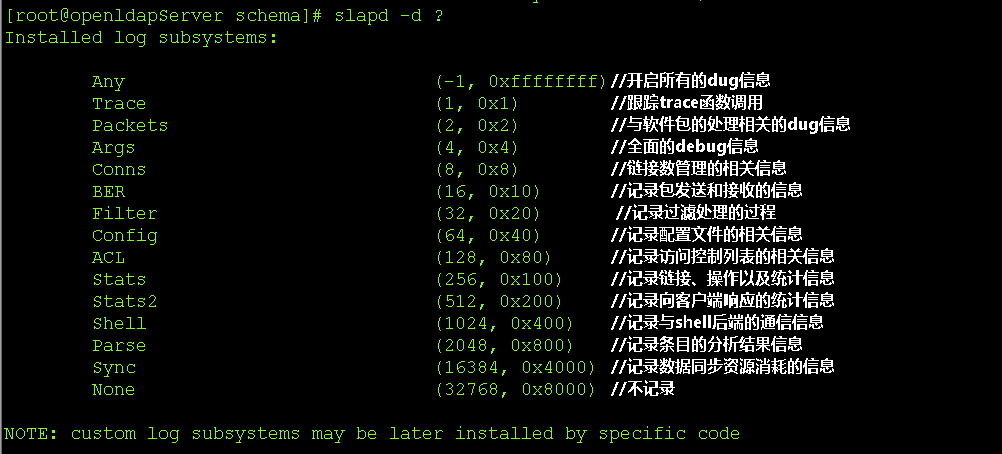 [root@openldapServer schema]# slapd -d ?
Installed log subsystems:
Any (-1, 0xffffffff) //开启所有的dug信息
Trace (1, 0x1) //跟踪trace函数调用
Packets (2, 0x2) //与软件包的处理相关的dug信息
Args (4, 0x4) //全面的debug信息
Conns (8, 0x8) //链接数管理的相关信息
BER (16, 0x10) //记录包发送和接收的信息
Filter (32, 0x20) //记录过滤处理的过程
Config (64, 0x40) //记录配置文件的相关信息
ACL (128, 0x80) //记录访问控制列表的相关信息
Stats (256, 0x100) //记录链接、操作以及统计信息
Stats2 (512, 0x200) //记录向客户端响应的统计信息
Shell (1024, 0x400) //记录与shell后端的通信信息
Parse (2048, 0x800) //记录条目的分析结果信息
Sync (16384, 0x4000) //记录数据同步资源消耗的信息
None (32768, 0x8000) //不记录
NOTE: custom log subsystems may be later installed by specific code